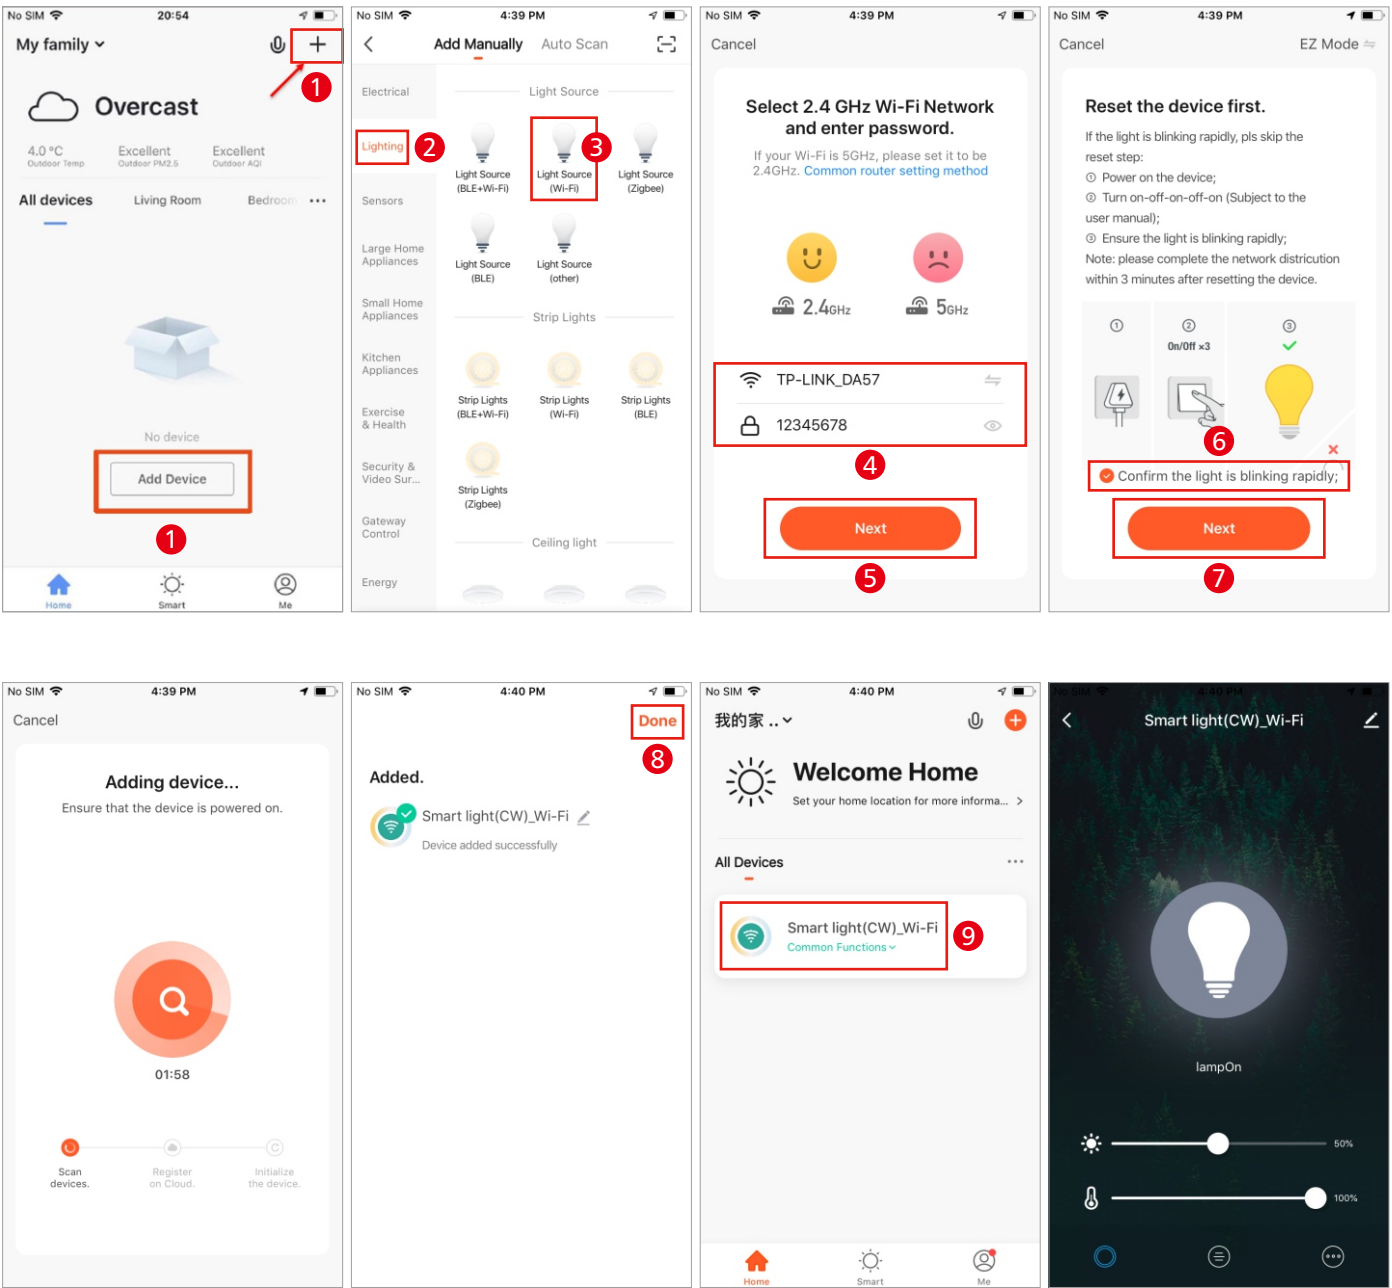 No SIM 20:54
My family
1
Overcast
4.0 °C Excellent Excellent
Outdoor Temp Outdoor PM2.5 Outdoor AQI
All devices Living Room Bedroom
No device
Add Device
1
Home Smart Me
No SIM 4:39 PM
Add Manually Auto Scan
Electrical
Lighting
2
Sensors
Large Home
Appliances
Small Home
Appliances
Kitchen
Appliances
Exercise
& Health
Security &
Video Sur...
Gateway
Control
Energy
Light Source
3
Light Source Light Source Light Source
(BLE+Wi-Fi) (Wi-Fi) (Zigbee)
Light Source Light Source
(BLE) (other)
Strip Lights
Strip Lights Strip Lights Strip Lights
(BLE+Wi-Fi) (Wi-Fi) (BLE)
Strip Lights
(Zigbee)
Ceiling light
No SIM 4:39 PM
Cancel
Select 2.4 GHz Wi-Fi Network
and enter password.
If your Wi-Fi is 5GHz, please set it to be
2.4GHz. Common router setting method
2.4GHz 5GHz
TP-LINK_DA57
12345678
4
Next
5
No SIM 4:39 PM
Cancel EZ Mode
Reset the device first.
If the light is blinking rapidly, pls skip the
reset step:
① Power on the device;
② Turn on-off-on-off-on (Subject to the
user manual);
③ Ensure the light is blinking rapidly;
Note: please complete the network districution
within 3 minutes after resetting the device.
① ② ③
On/Off ×3
6
Confirm the light is blinking rapidly;
Next
7
No SIM 4:39 PM
Cancel
Adding device...
Ensure that the device is powered on.
01:58
Scan Register Initialize
devices. on Cloud. the device.
No SIM 4:40 PM
Done
8
Added.
Smart light(CW)_Wi-Fi
Device added successfully
No SIM 4:40 PM
我的家 ..
Welcome Home
Set your home location for more informa...
All Devices
Smart light(CW)_Wi-Fi
Common Functions
9
Home Smart Me
No SIM 4:40 PM
Smart light(CW)_Wi-Fi
lampOn
50%
100%